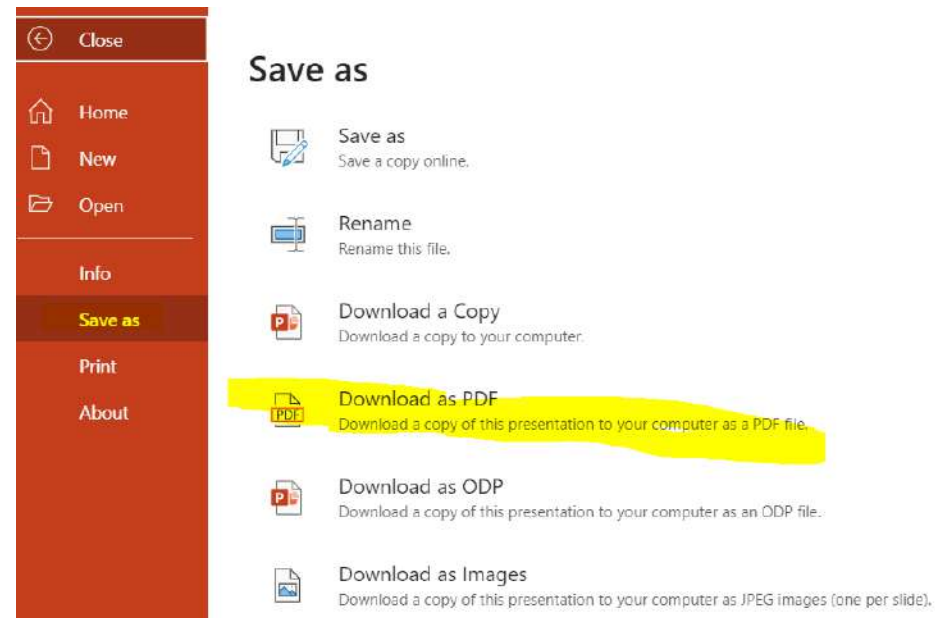 Close
Home
New
Open
Info
Save as
Print
About
Save as
Save as
Save a copy online.
Rename
Rename this file.
P
Download a Copy
Download a copy to your computer.
PDF
Download as PDF
Download a copy of this presentation to your computer as a PDF file.
P
Download as ODP
Download a copy of this presentation to your computer as an ODP file.
Download as Images
Download a copy of this presentation to your computer as JPEG images (one per slide).